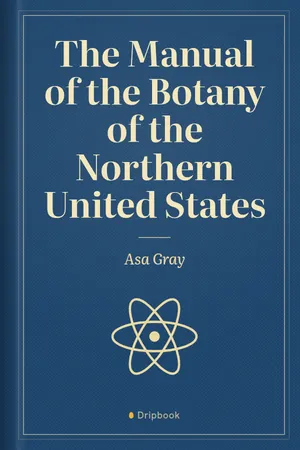 The Manual
of the Botany
of the
Northern
United States
Asa Gray
Dripbook